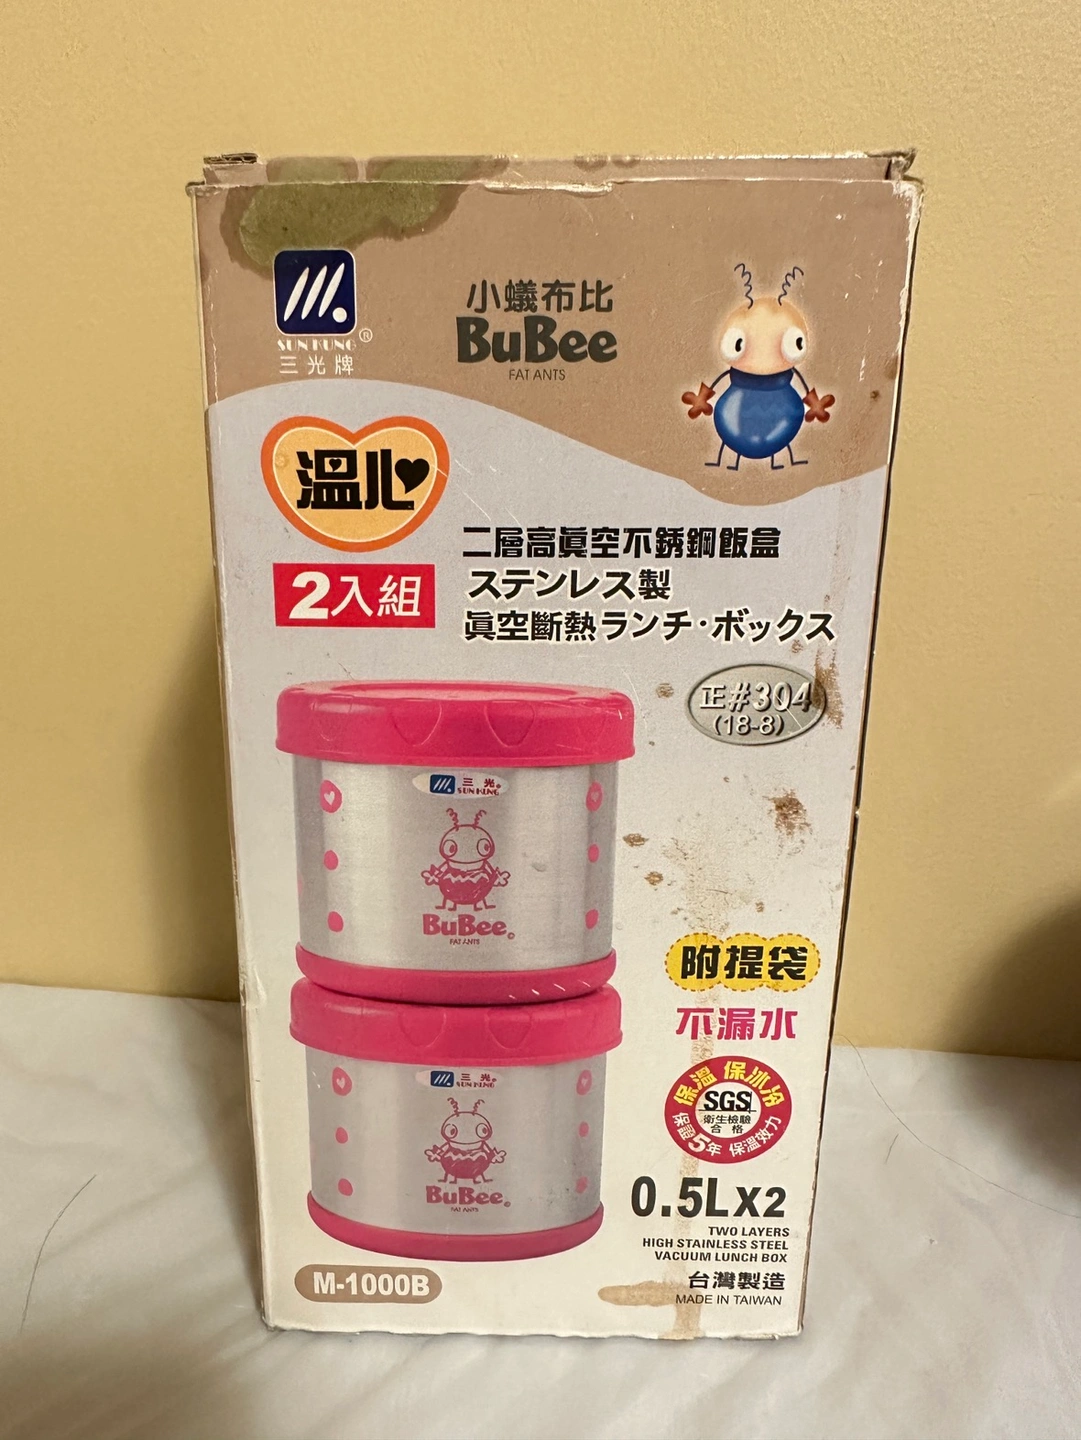 SUN KUNG®
三光牌
小蟻布比
BuBee
FAT ANTS
溫心
2入組
二層高眞空不銹鋼飯盒
ステンレス製
眞空斷熱ランチ・ボックス
正#304
(18-8)
三光®
SUN KUNG
BuBee©
FAT ANTS
三光®
SUN KUNG
BuBee©
FAT ANTS
附提袋
不漏水
保溫 保冰冷
SGS
衛生檢驗
合格
保證5年 保溫效力
0.5LX2
TWO LAYERS
HIGH STAINLESS STEEL
VACUUM LUNCH BOX
台灣製造
MADE IN TAIWAN
M-1000B